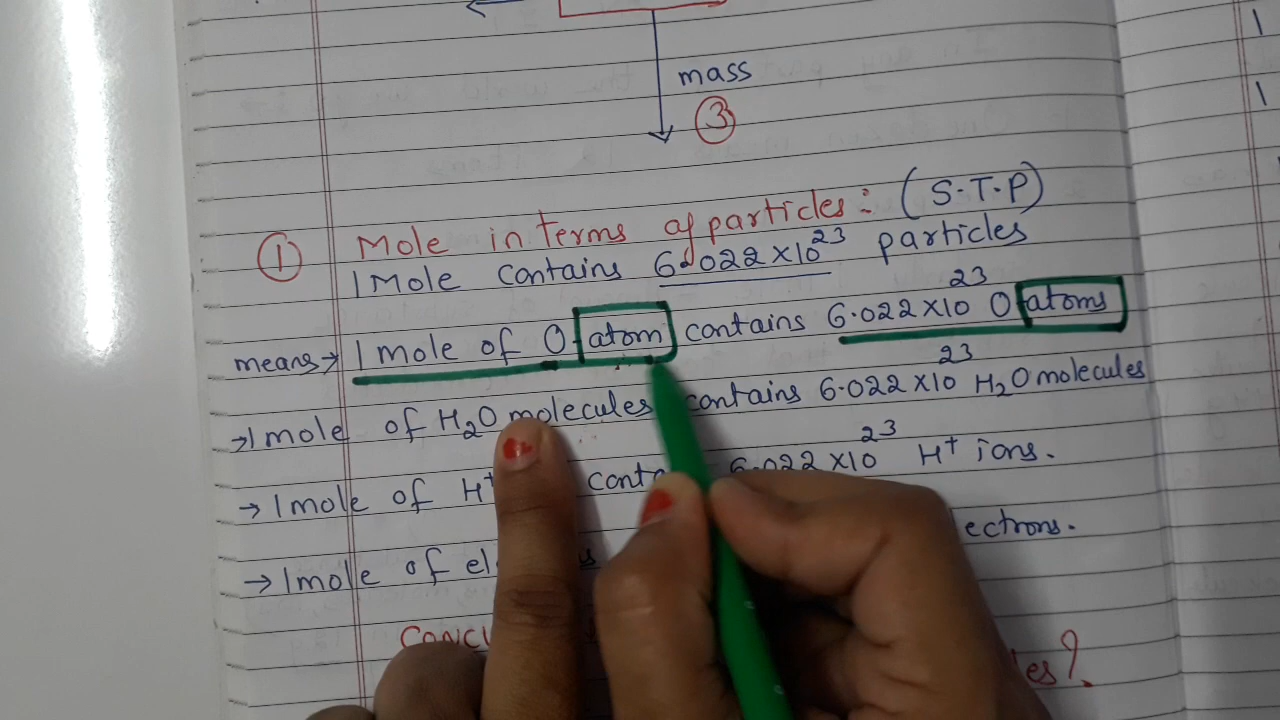 mass
③
① Mole in terms of particles: (S.T.P)
1 Mole contains 6.022 × 10²³ particles
means → 1 mole of O atom contains 6.022 × 10²³ O atoms
→ 1 mole of H₂O molecules contains 6.022 × 10²³ H₂O molecules
→ 1 mole of H⁺ 6.022 × 10²³ H⁺ ions.
→ 1 mole of